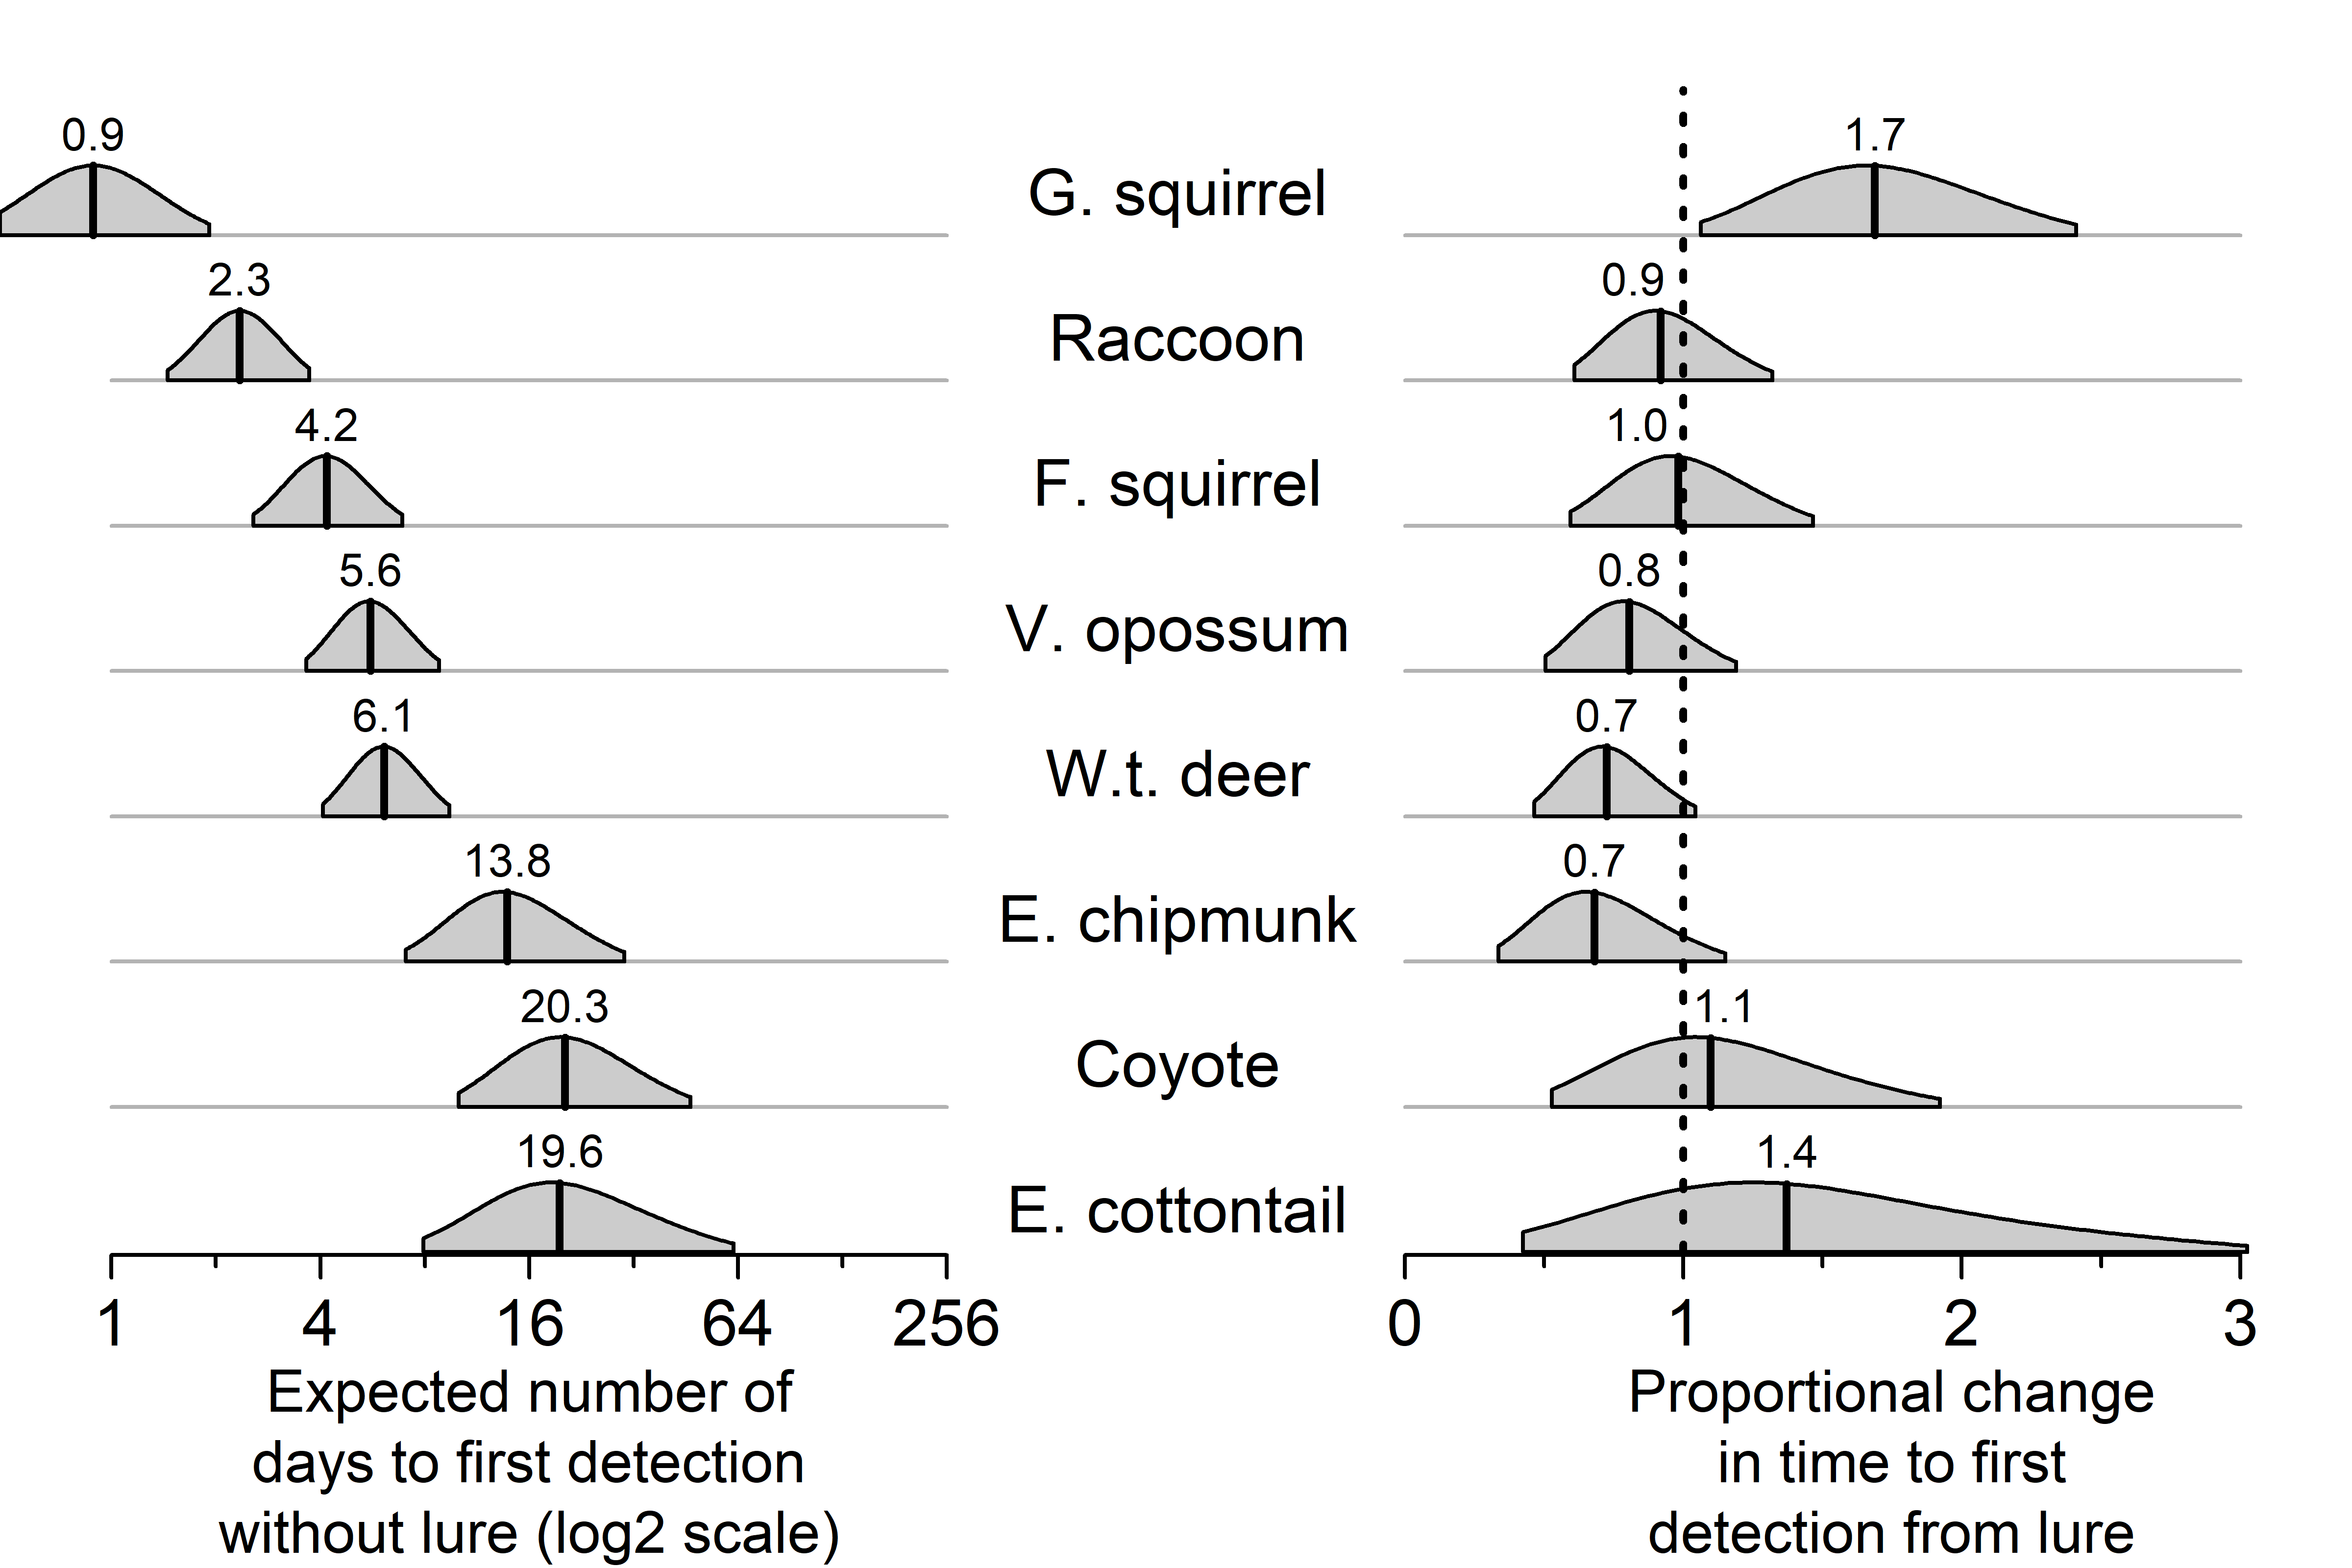 0.9
1.7
G. squirrel
2.3
0.9
Raccoon
4.2
1.0
F. squirrel
5.6
0.8
V. opossum
6.1
0.7
W.t. deer
13.8
0.7
E. chipmunk
20.3
1.1
Coyote
19.6
1.4
E. cottontail
1 4 16 64 256
0 1 2 3
Expected number of
days to first detection
without lure (log2 scale)
Proportional change
in time to first
detection from lure